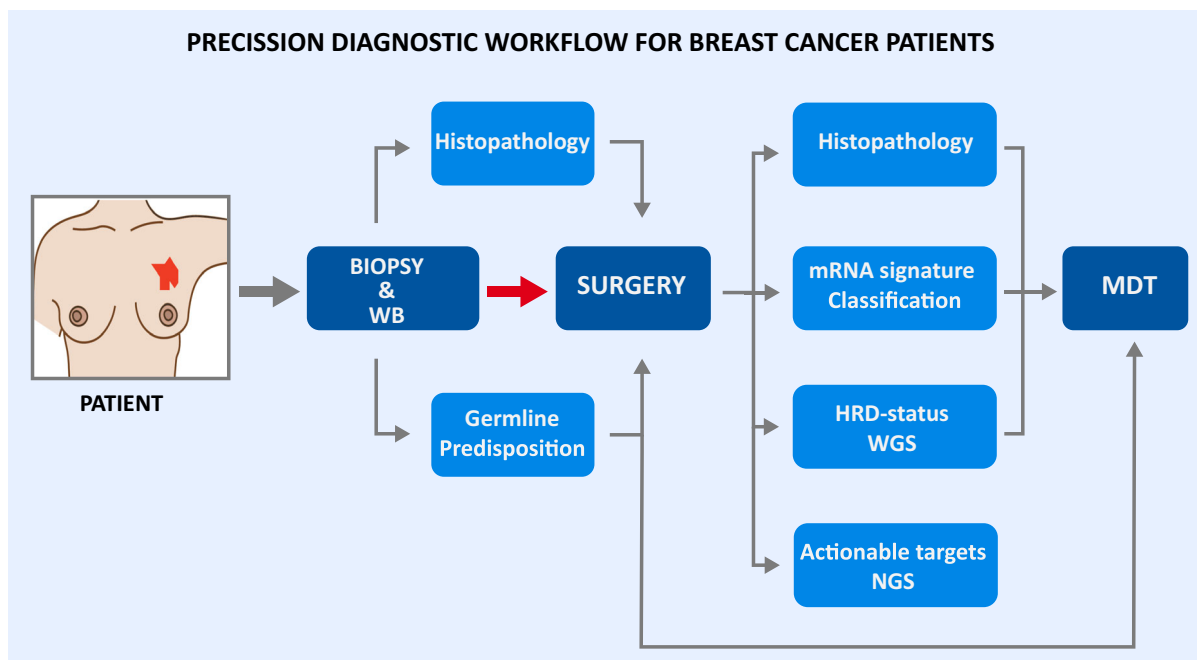 PRECISSION DIAGNOSTIC WORKFLOW FOR BREAST CANCER PATIENTS
PATIENT
BIOPSY
&
WB
Histopathology
Germline
Predisposition
SURGERY
Histopathology
mRNA signature
Classification
HRD-status
WGS
Actionable targets
NGS
MDT